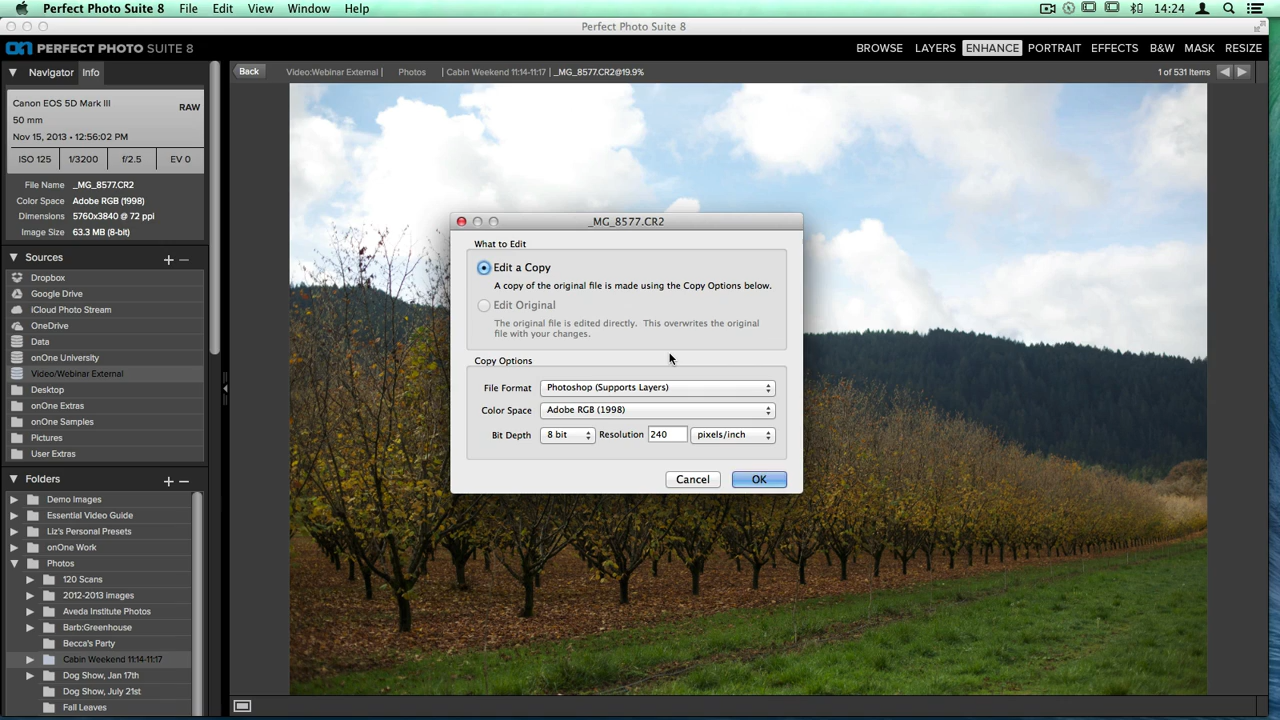 Perfect Photo Suite 8 File Edit View Window Help 14:24
Perfect Photo Suite 8
on PERFECT PHOTO SUITE 8 BROWSE LAYERS ENHANCE PORTRAIT EFFECTS B&W MASK RESIZE
Navigator Info
Back Video:Webinar External | Photos | Cabin Weekend 11:14-11:17 | _MG_8577.CR2@19.9% 1 of 531 Items
Canon EOS 5D Mark III
RAW
50 mm
Nov 15, 2013 • 12:56:02 PM
ISO 125 1/3200 f/2.5 EV 0
File Name _MG_8577.CR2
Color Space Adobe RGB (1998)
Dimensions 5760x3840 @ 72 ppi
Image Size 63.3 MB (8-bit)
Sources
Dropbox
Google Drive
iCloud Photo Stream
OneDrive
Data
onOne University
Video/Webinar External
Desktop
onOne Extras
onOne Samples
Pictures
User Extras
Folders
Demo Images
Essential Video Guide
Liz's Personal Presets
onOne Work
Photos
120 Scans
2012-2013 images
Aveda Institute Photos
Barb:Greenhouse
Becca's Party
Cabin Weekend 11:14-11:17
Dog Show, Jan 17th
Dog Show, July 21st
Fall Leaves
_MG_8577.CR2
What to Edit
Edit a Copy
A copy of the original file is made using the Copy Options below.
Edit Original
The original file is edited directly. This overwrites the original
file with your changes.
Copy Options
File Format Photoshop (Supports Layers)
Color Space Adobe RGB (1998)
Bit Depth 8 bit Resolution 240 pixels/inch
Cancel OK